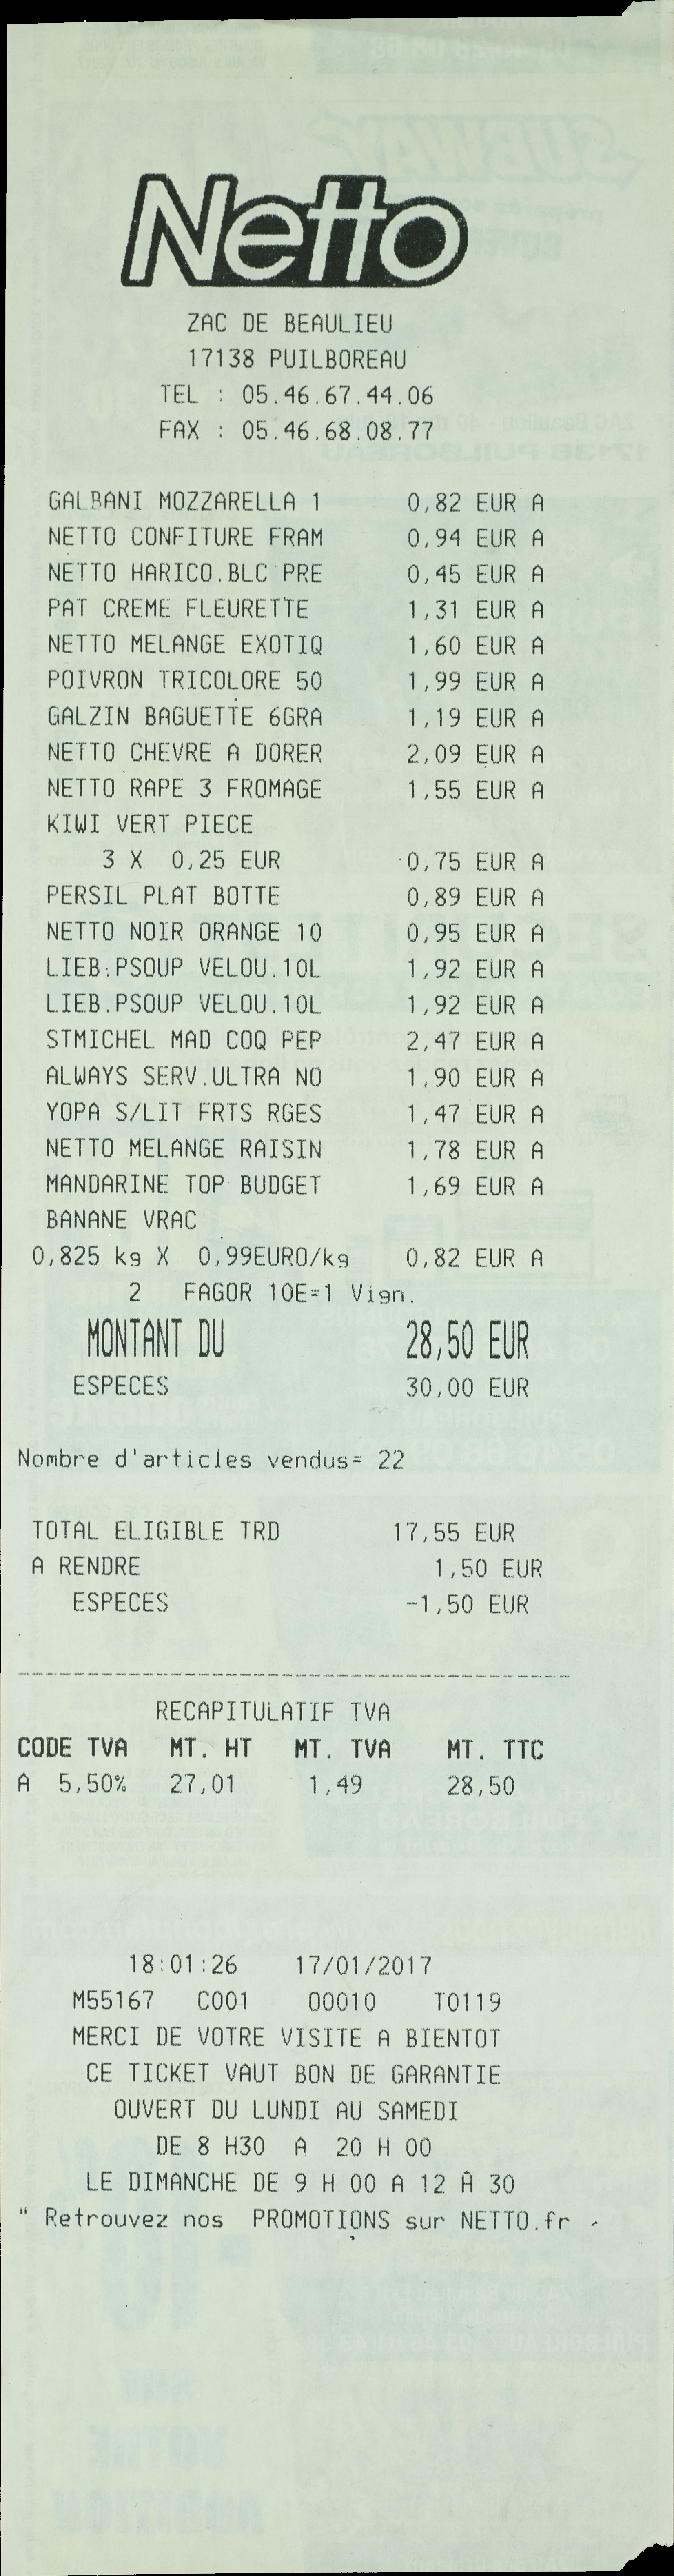 Netto
ZAC DE BEAULIEU
17138 PUILBOREAU
TEL : 05.46.67.44.06
FAX : 05.46.68.08.77
GALBANI MOZZARELLA 1 0,82 EUR A
NETTO CONFITURE FRAM 0,94 EUR A
NETTO HARICO.BLC PRE 0,45 EUR A
PAT CREME FLEURETTE 1,31 EUR A
NETTO MELANGE EXOTIQ 1,60 EUR A
POIVRON TRICOLORE 50 1,99 EUR A
GALZIN BAGUETTE 6GRA 1,19 EUR A
NETTO CHEVRE A DORER 2,09 EUR A
NETTO RAPE 3 FROMAGE 1,55 EUR A
KIWI VERT PIECE
3 X 0,25 EUR 0,75 EUR A
PERSIL PLAT BOTTE 0,89 EUR A
NETTO NOIR ORANGE 10 0,95 EUR A
LIEB.PSOUP VELOU.10L 1,92 EUR A
LIEB.PSOUP VELOU.10L 1,92 EUR A
STMICHEL MAD COQ PEP 2,47 EUR A
ALWAYS SERV.ULTRA NO 1,90 EUR A
YOPA S/LIT FRTS RGES 1,47 EUR A
NETTO MELANGE RAISIN 1,78 EUR A
MANDARINE TOP BUDGET 1,69 EUR A
BANANE VRAC
0,825 kg X 0,99EURO/kg 0,82 EUR A
2 FAGOR 10E=1 Vign.
MONTANT DU 28,50 EUR
ESPECES 30,00 EUR
Nombre d'articles vendus= 22
TOTAL ELIGIBLE TRD 17,55 EUR
A RENDRE 1,50 EUR
ESPECES -1,50 EUR
RECAPITULATIF TVA
CODE TVA MT. HT MT. TVA MT. TTC
A 5,50% 27,01 1,49 28,50
18:01:26 17/01/2017
M55167 C001 00010 T0119
MERCI DE VOTRE VISITE A BIENTOT
CE TICKET VAUT BON DE GARANTIE
OUVERT DU LUNDI AU SAMEDI
DE 8 H30 A 20 H 00
LE DIMANCHE DE 9 H 00 A 12 H 30
" Retrouvez nos PROMOTIONS sur NETTO.fr